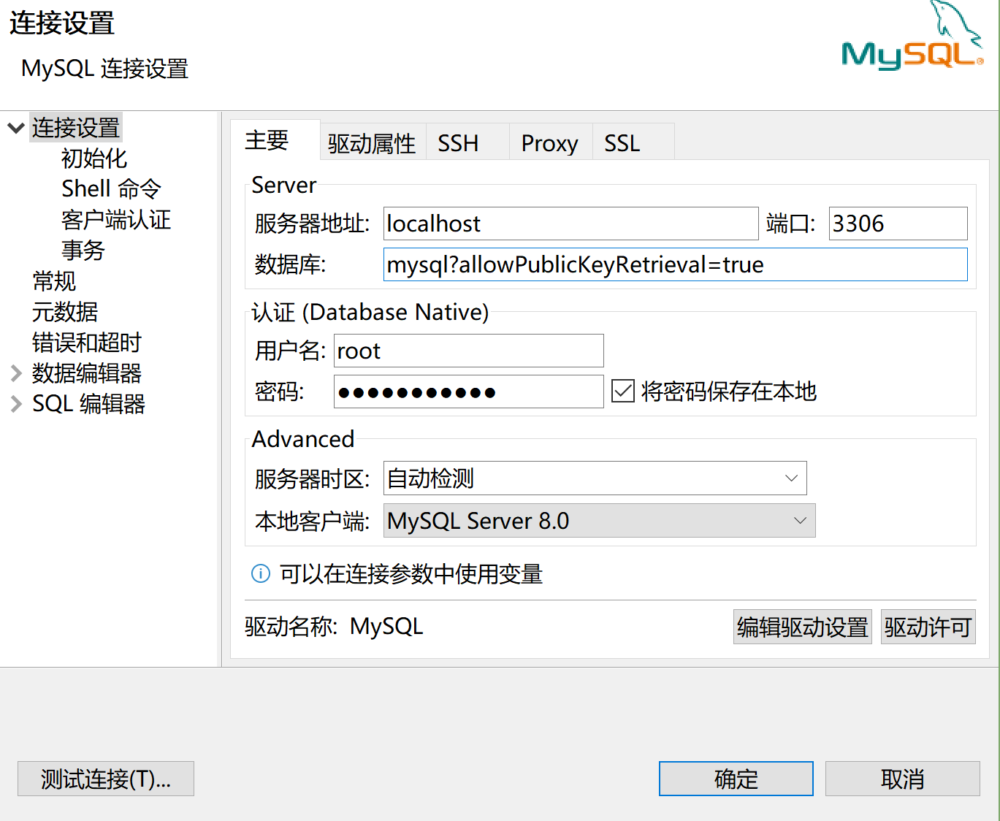 连接设置
MySQL 连接设置
MySQL®
连接设置
初始化
Shell 命令
客户端认证
事务
常规
元数据
错误和超时
数据编辑器
SQL 编辑器
主要 驱动属性 SSH Proxy SSL
Server
服务器地址: localhost 端口: 3306
数据库: mysql?allowPublicKeyRetrieval=true
认证 (Database Native)
用户名: root
密码: ●●●●●●●●●●● 将密码保存在本地
Advanced
服务器时区: 自动检测
本地客户端: MySQL Server 8.0
可以在连接参数中使用变量
驱动名称: MySQL 编辑驱动设置 驱动许可
测试连接(T)... 确定 取消